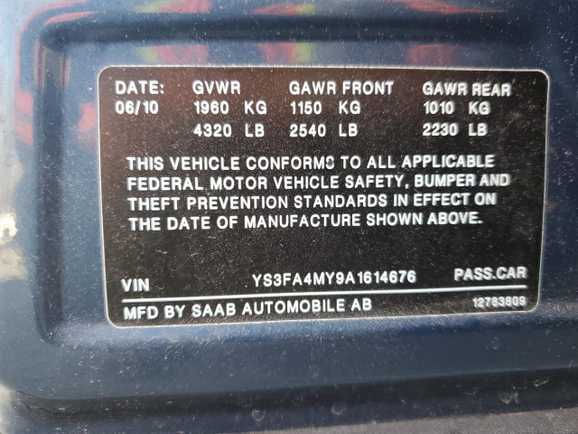 DATE: GVWR GAWR FRONT GAWR REAR
06/10 1960 KG 1150 KG 1010 KG
4320 LB 2540 LB 2230 LB
THIS VEHICLE CONFORMS TO ALL APPLICABLE
FEDERAL MOTOR VEHICLE SAFETY, BUMPER AND
THEFT PREVENTION STANDARDS IN EFFECT ON
THE DATE OF MANUFACTURE SHOWN ABOVE.
VIN YS3FA4MY9A1614676 PASS.CAR
MFD BY SAAB AUTOMOBILE AB 12783809